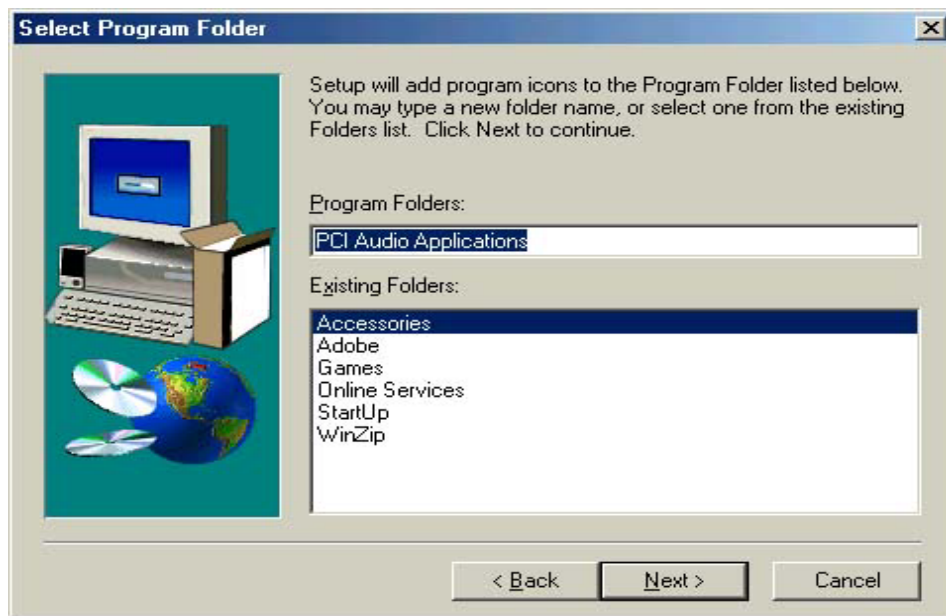 Select Program Folder
Setup will add program icons to the Program Folder listed below.
You may type a new folder name, or select one from the existing
Folders list.  Click Next to continue.
Program Folders:
PCI Audio Applications
Existing Folders:
Accessories
Adobe
Games
Online Services
StartUp
WinZip
< Back
Next >
Cancel